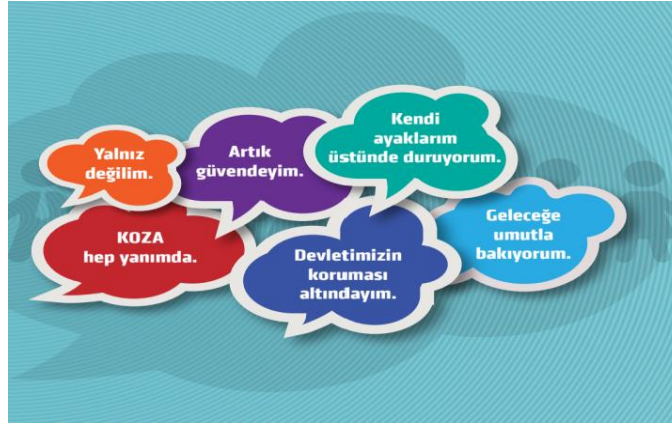 Yalnız
değilim.
Artık
güvendeyim.
Kendi
ayaklarım
üstünde duruyorum.
KOZA
hep yanımda.
Devletimizin
koruması
altındayım.
Geleceğe
umutla
bakıyorum.